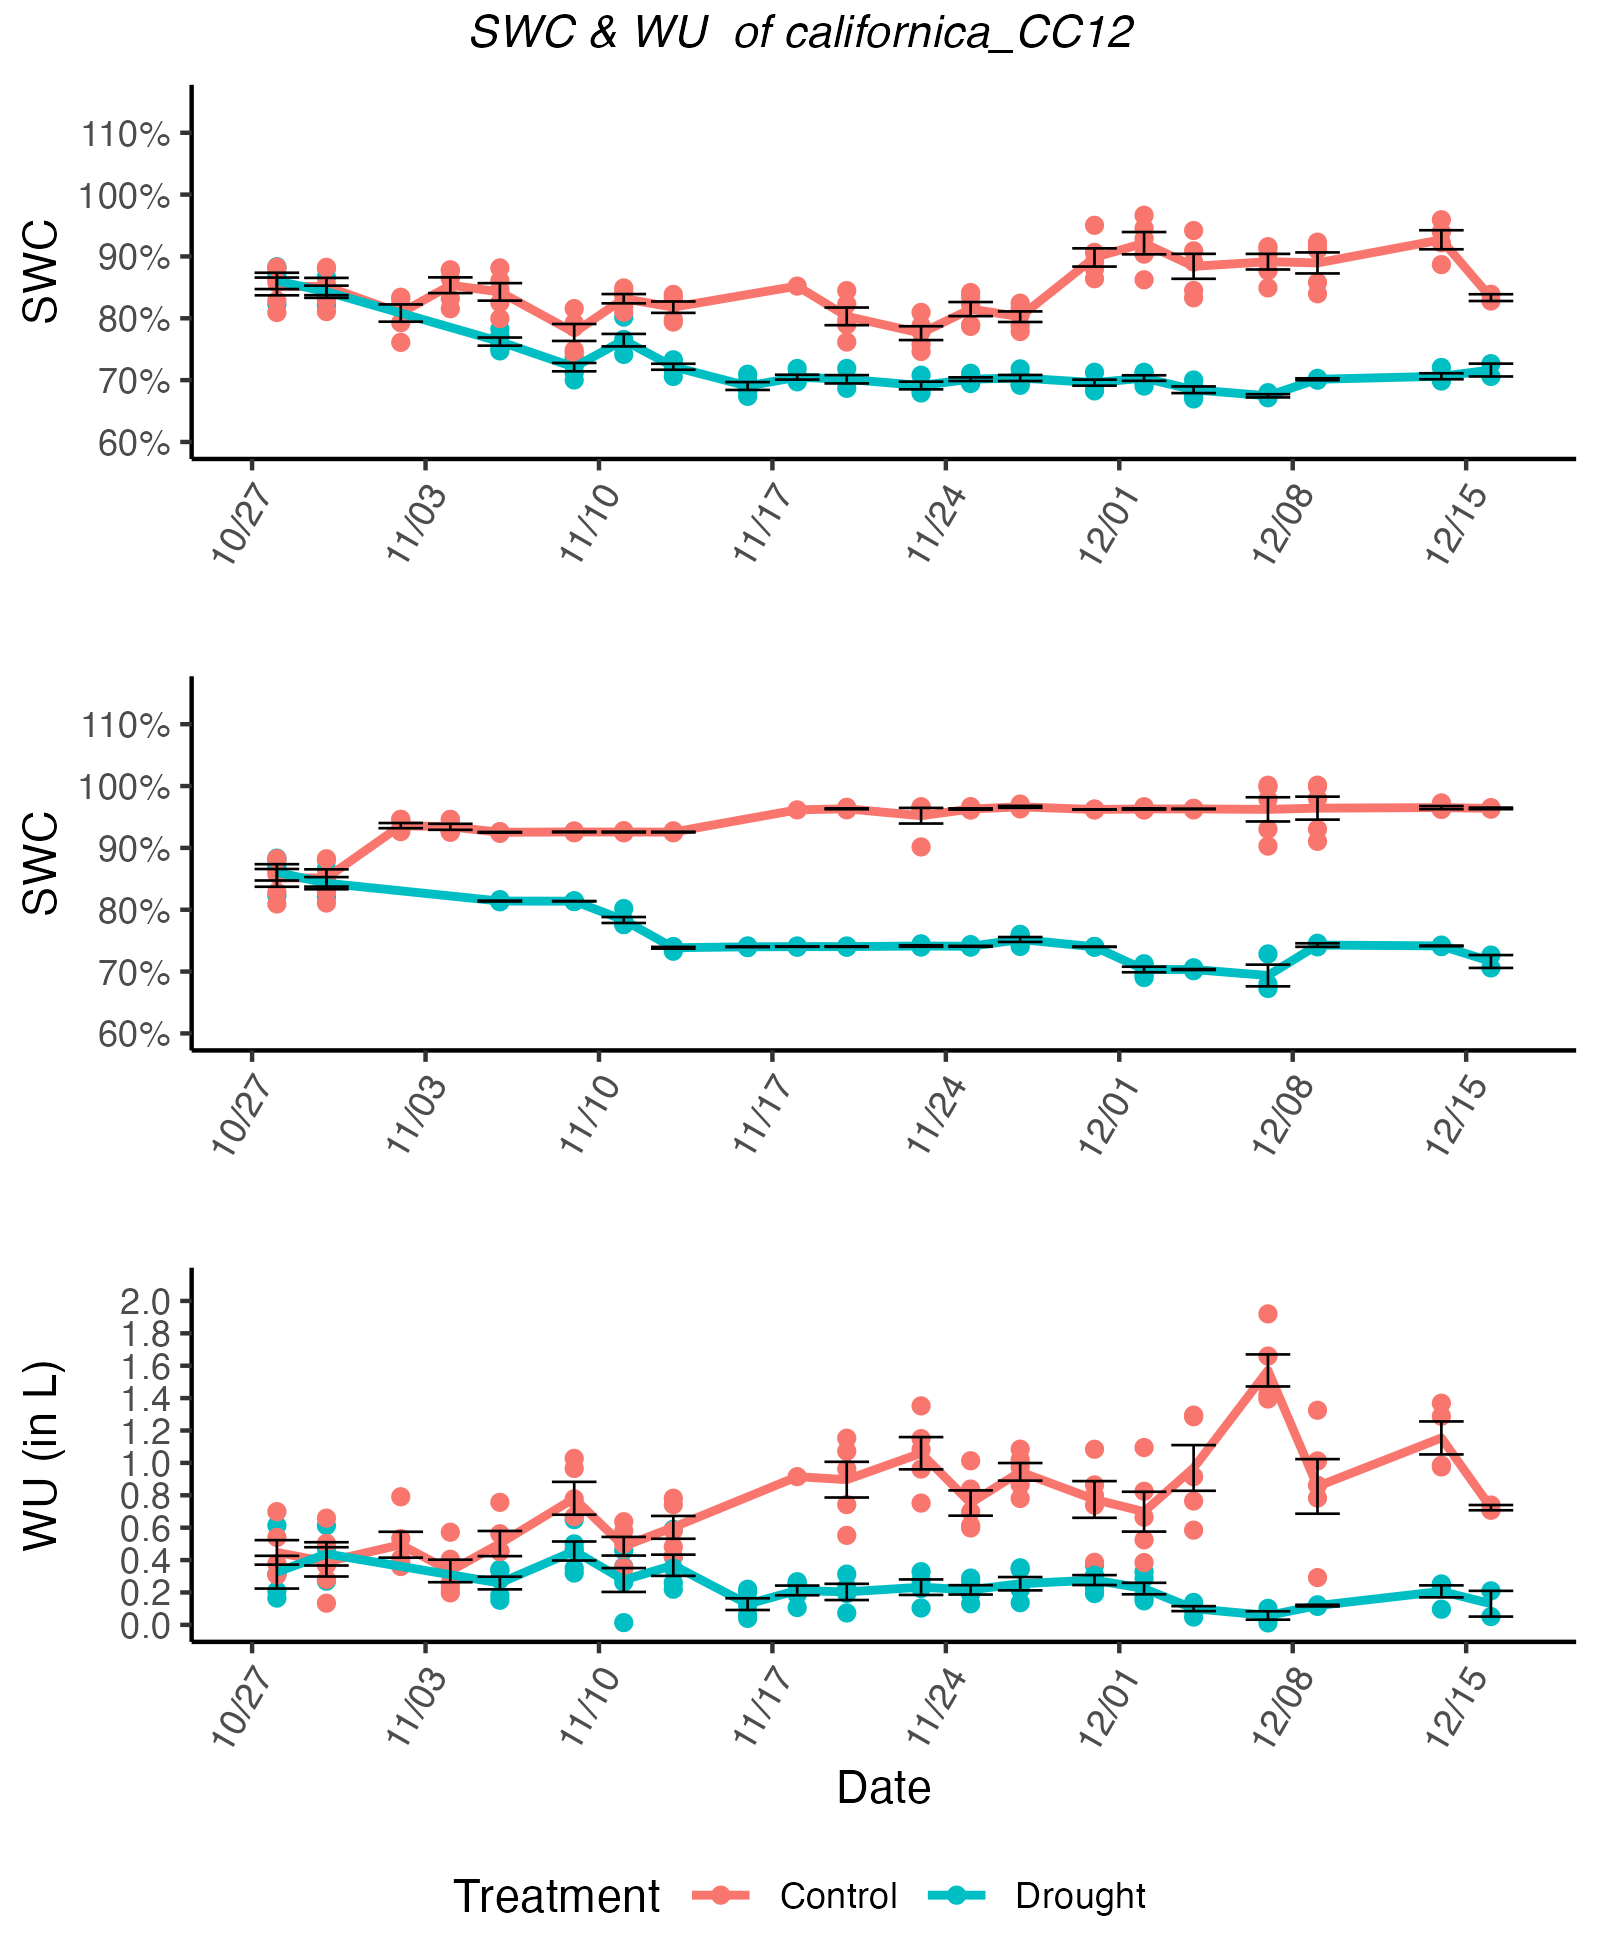 SWC & WU  of californica_CC12
SWC
110%
100%
90%
80%
70%
60%
10/27 11/03 11/10 11/17 11/24 12/01 12/08 12/15
SWC
110%
100%
90%
80%
70%
60%
10/27 11/03 11/10 11/17 11/24 12/01 12/08 12/15
WU (in L)
2.0
1.8
1.6
1.4
1.2
1.0
0.8
0.6
0.4
0.2
0.0
10/27 11/03 11/10 11/17 11/24 12/01 12/08 12/15
Date
Treatment Control Drought